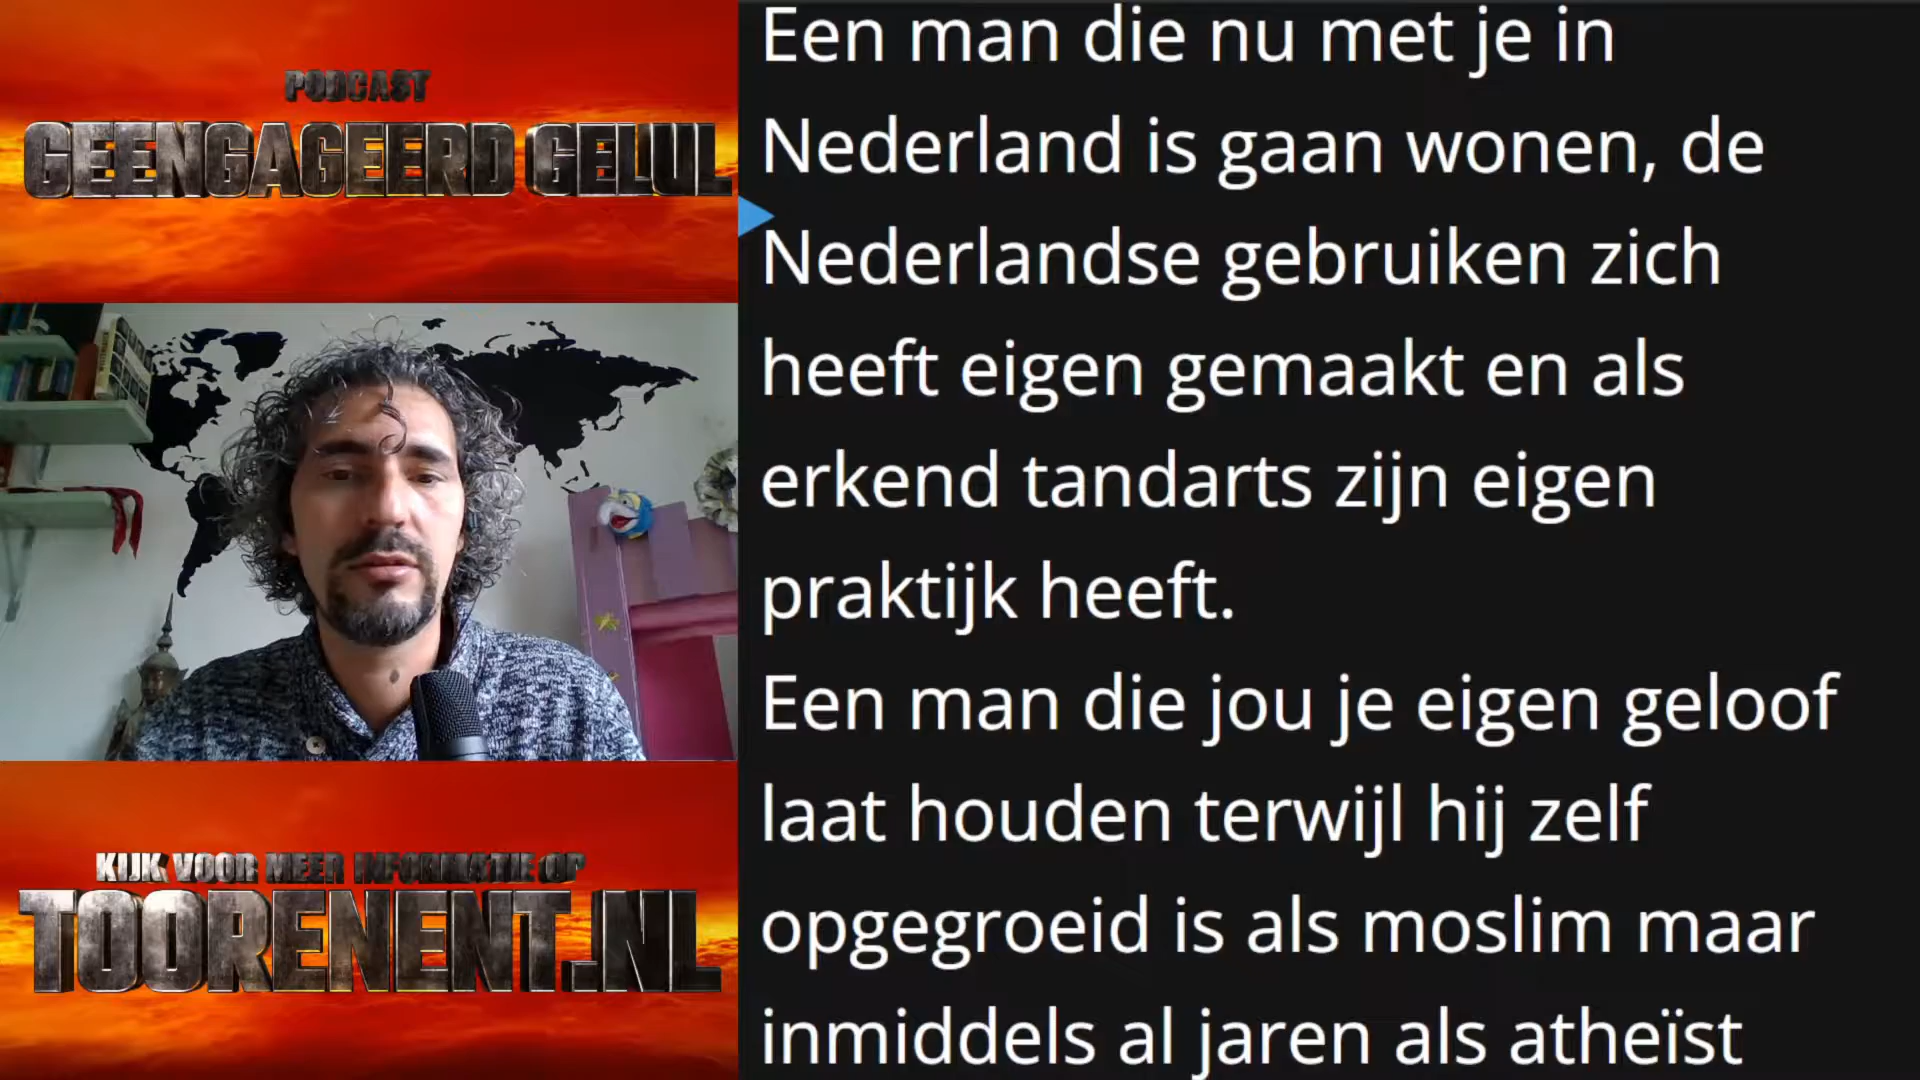 PODCAST
GEËNGAGEERD GELUL
KIJK VOOR MEER INFORMATIE OP
TOORENENT.NL
Een man die nu met je in
Nederland is gaan wonen, de
Nederlandse gebruiken zich
heeft eigen gemaakt en als
erkend tandarts zijn eigen
praktijk heeft.
Een man die jou je eigen geloof
laat houden terwijl hij zelf
opgegroeid is als moslim maar
inmiddels al jaren als atheïst